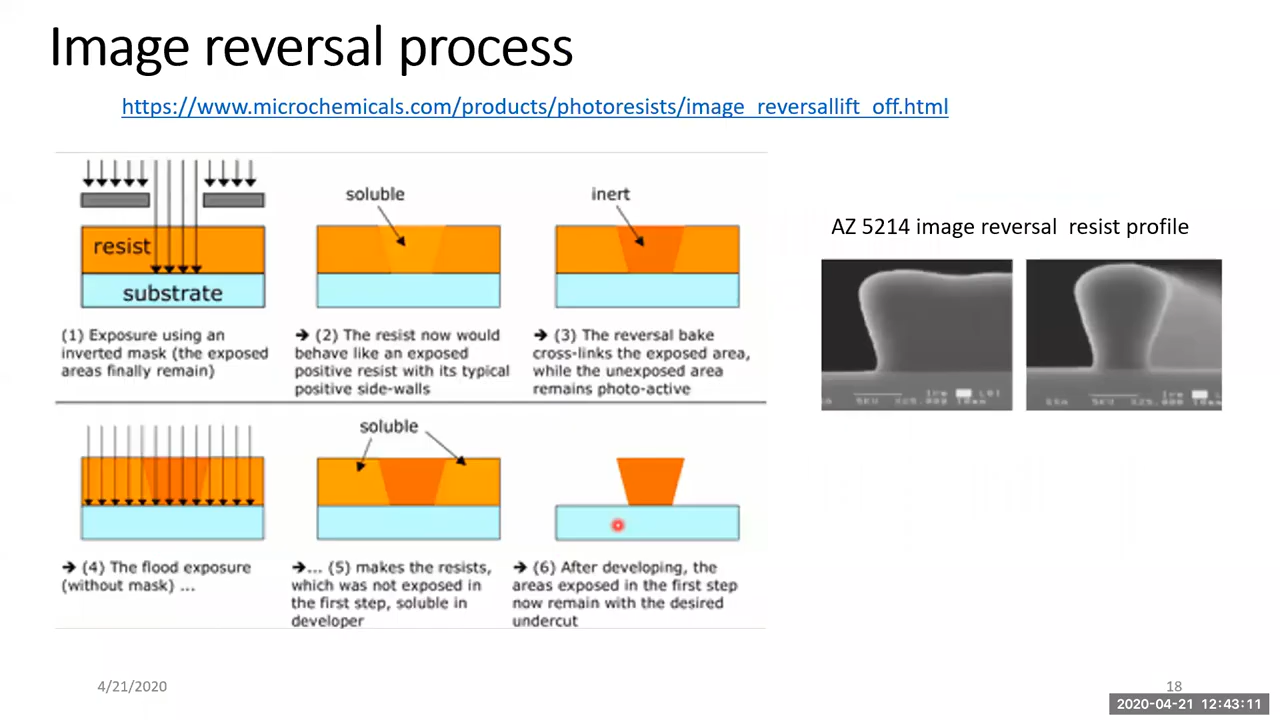 Image reversal process
https://www.microchemicals.com/products/photoresists/image_reversallift_off.html
resist
substrate
(1) Exposure using an
inverted mask (the exposed
areas finally remain)
soluble
➔ (2) The resist now would
behave like an exposed
positive resist with its typical
positive side-walls
inert
➔ (3) The reversal bake
cross-links the exposed area,
while the unexposed area
remains photo-active
➔ (4) The flood exposure
(without mask) ...
soluble
➔... (5) makes the resists,
which was not exposed in
the first step, soluble in
developer
➔ (6) After developing, the
areas exposed in the first step
now remain with the desired
undercut
AZ 5214 image reversal resist profile
4/21/2020
18
2020-04-21 12:43:11